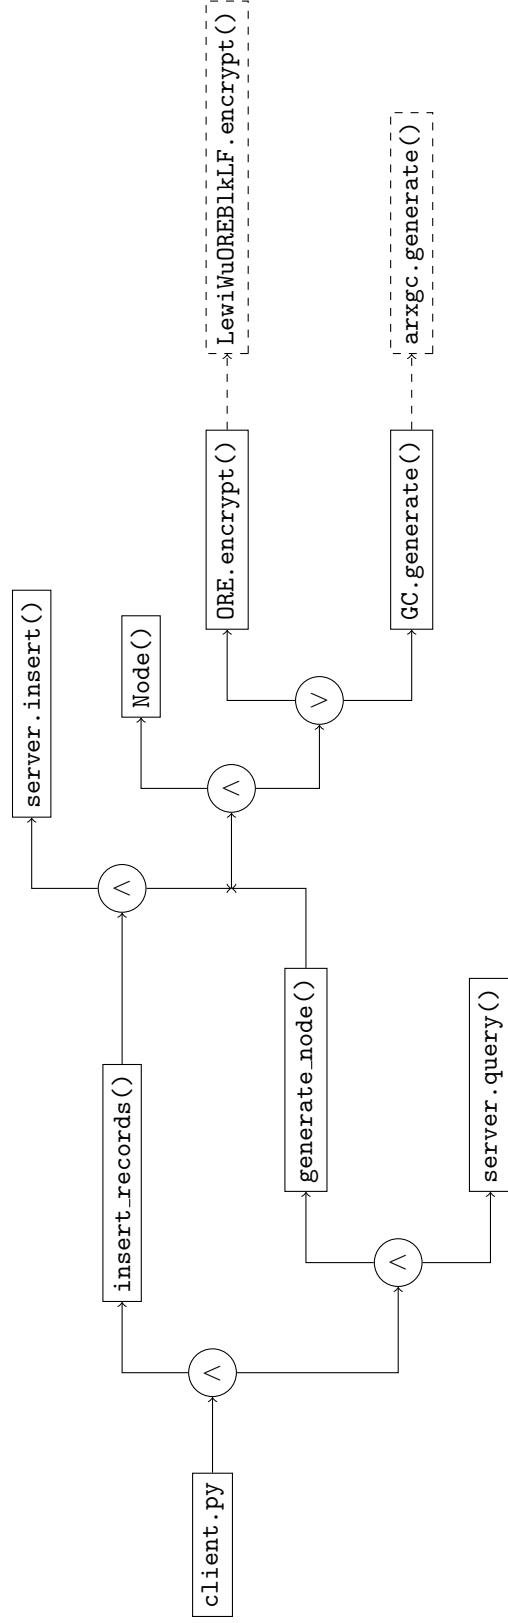 server.insert()
insert_records()
∧
Node()
client.py
∧
ORE.encrypt()
LewiWuOREBlkLF.encrypt()
∧
generate_node()
∨
∧
GC.generate()
arxgc.generate()
server.query()